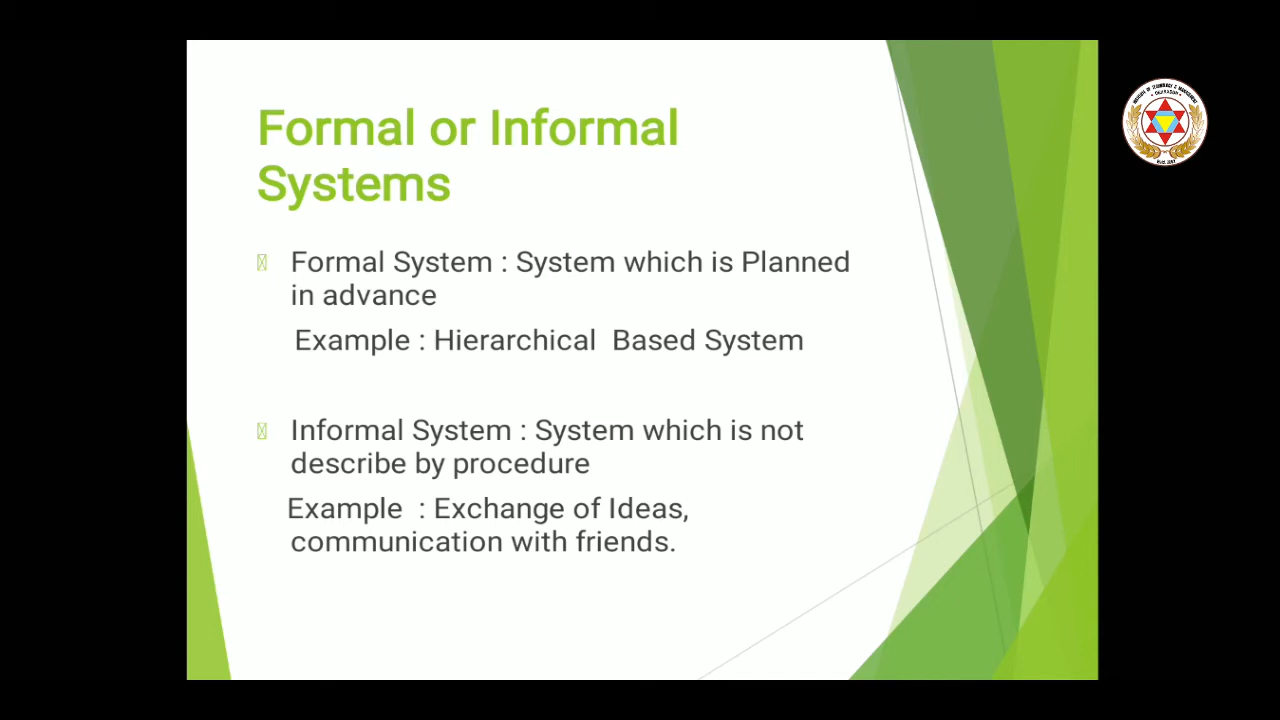 Formal or Informal
Systems
Formal System : System which is Planned
in advance
Example : Hierarchical Based System
Informal System : System which is not
describe by procedure
Example : Exchange of Ideas,
communication with friends.